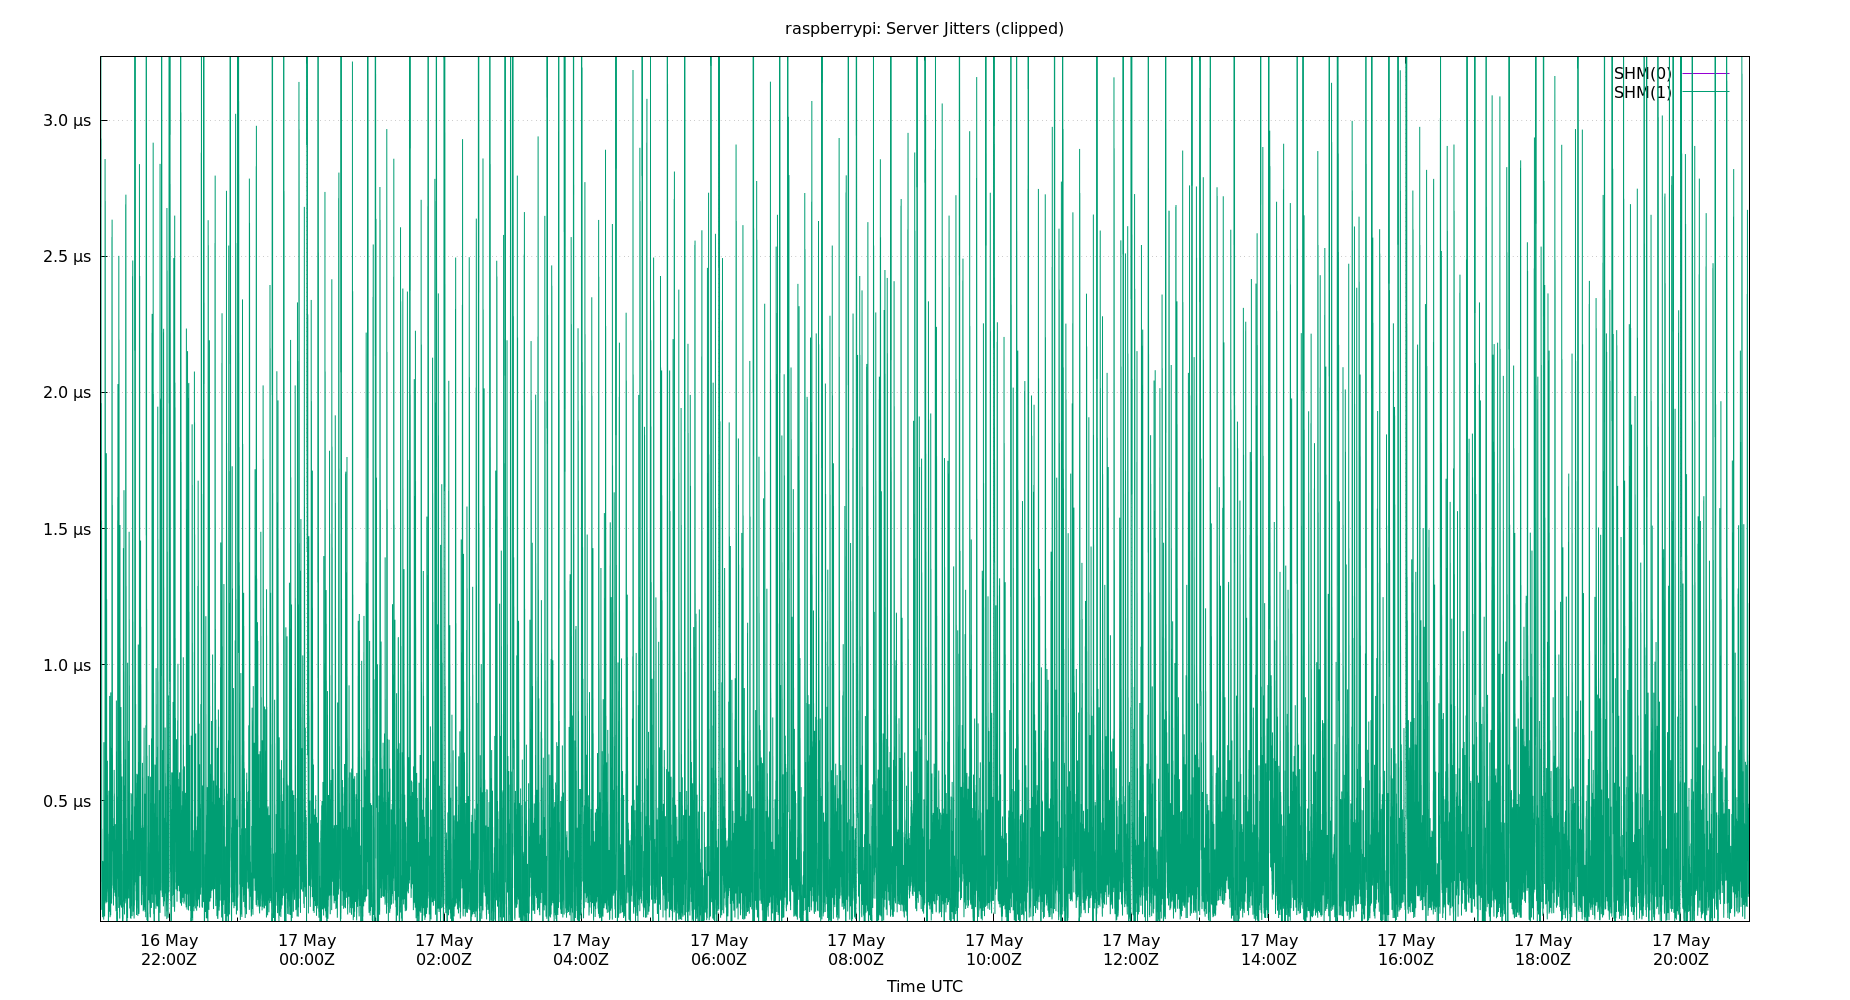 raspberrypi: Server Jitters (clipped)
SHM(0)
SHM(1)
3.0 µs
2.5 µs
2.0 µs
1.5 µs
1.0 µs
0.5 µs
16 May 17 May 17 May 17 May 17 May 17 May 17 May 17 May 17 May 17 May 17 May 17 May
22:00Z 00:00Z 02:00Z 04:00Z 06:00Z 08:00Z 10:00Z 12:00Z 14:00Z 16:00Z 18:00Z 20:00Z
Time UTC